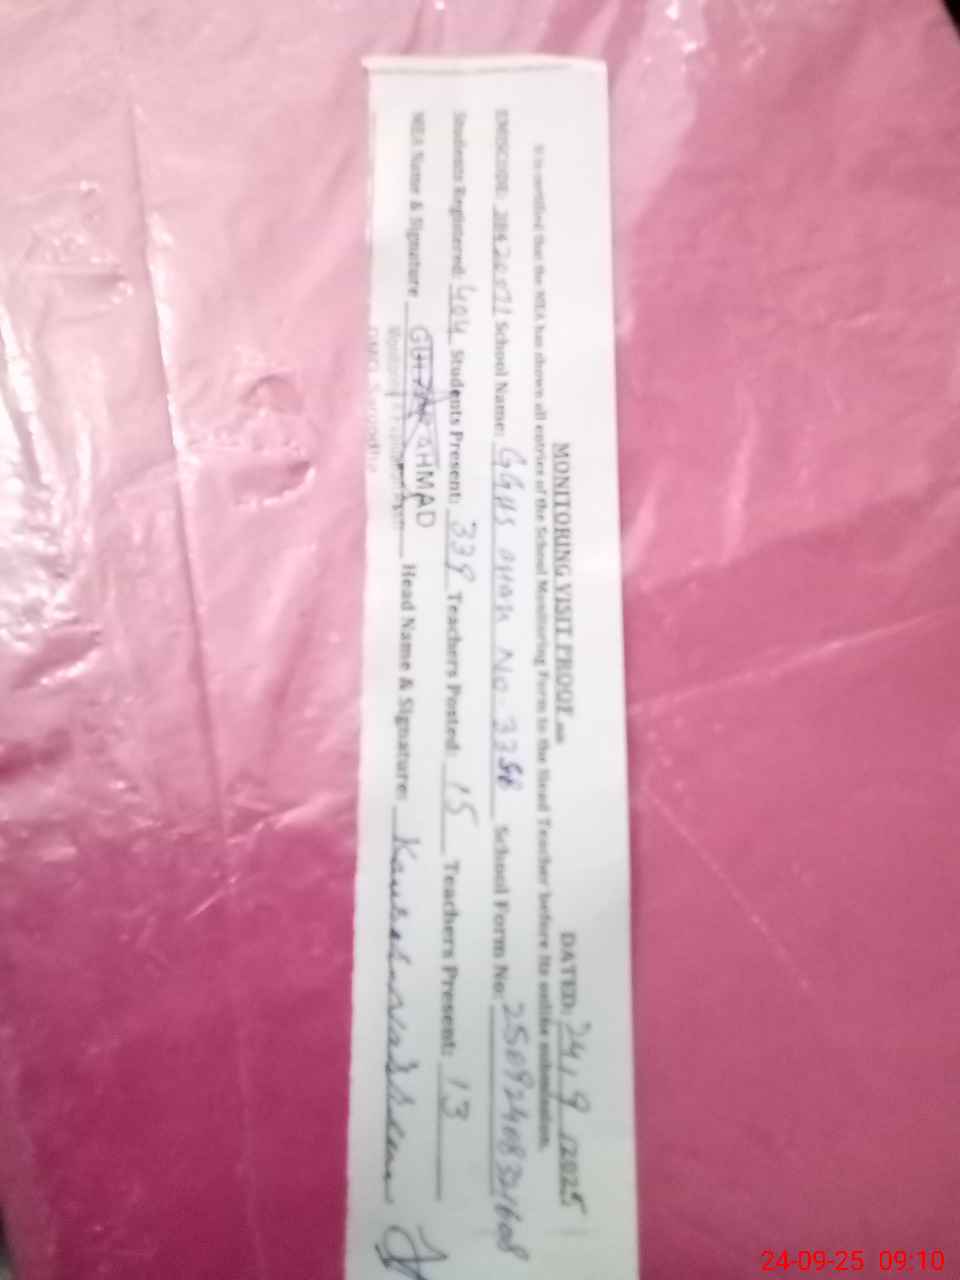 MONITORING VISIT PROOF DATED: 24, 9, 2025
It is certified that the MEA has shown all entries of the School Monitoring Form to the Head Teacher before its online submission.
EMISCODE: School Name: GGHS CHAK No 33SB School Form No:
Students Registered: 404 Students Present: 339 Teachers Posted: 15 Teachers Present: 13
MEA Name & Signature AHMAD Head Name & Signature:
24-09-25 09:10